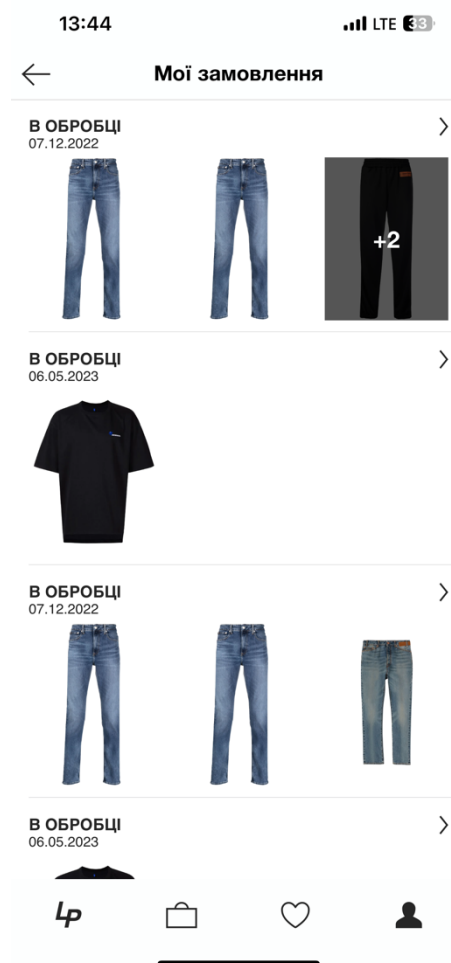 13:44 LTE 33
Мої замовлення
В ОБРОБЦІ
07.12.2022
+2
В ОБРОБЦІ
06.05.2023
В ОБРОБЦІ
07.12.2022
В ОБРОБЦІ
06.05.2023
LP